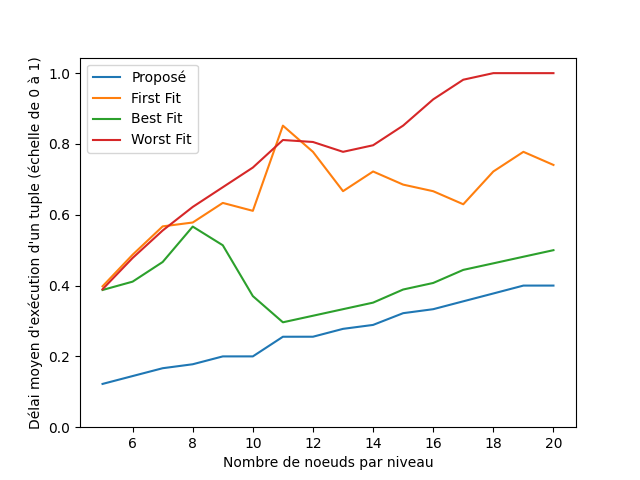 Délai moyen d'exécution d'un tuple (échelle de 0 à 1)
1.0
0.8
0.6
0.4
0.2
0.0
Proposé
First Fit
Best Fit
Worst Fit
6 8 10 12 14 16 18 20
Nombre de noeuds par niveau